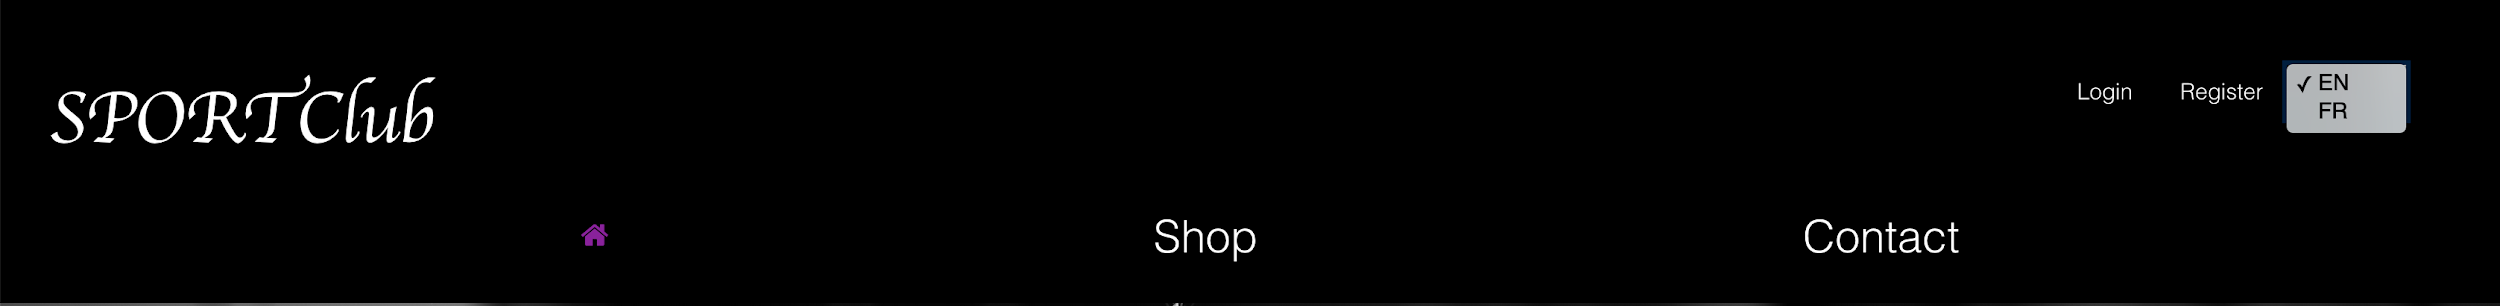 SPORTClub
Login
Register
✓ EN
FR
Shop
Contact